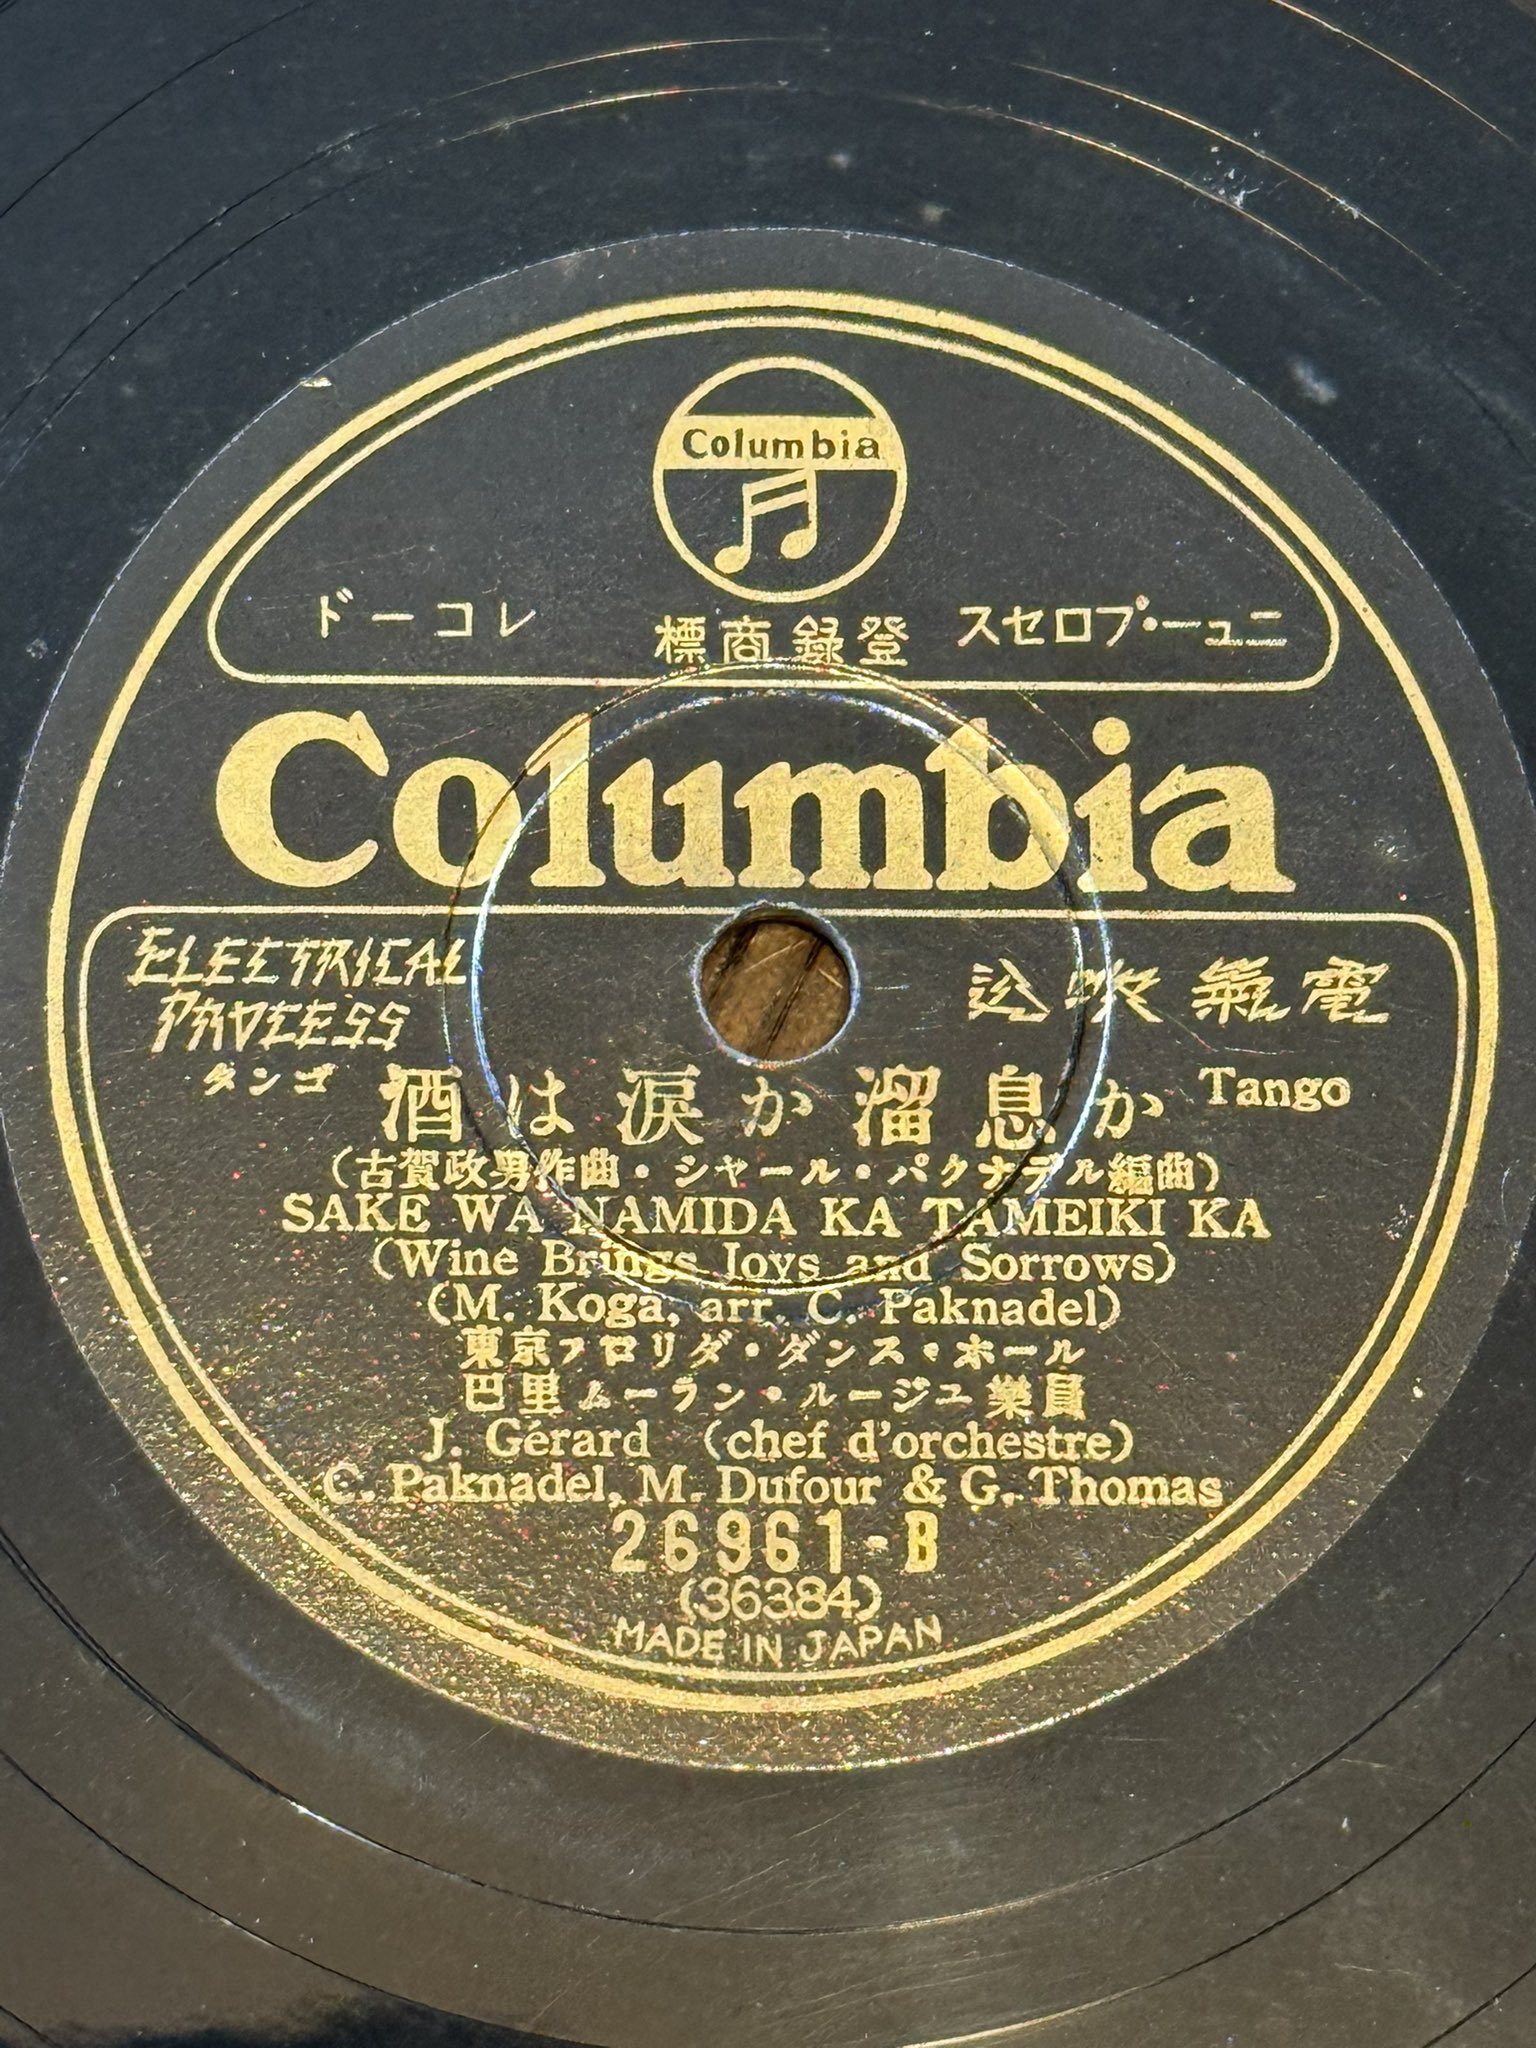 Columbia
ドーコレ 標商録登 スセロプ・ーュニ
Columbia
ELECTRICAL
PROCESS
込吹氣電
タンゴ 酒は涙か溜息か Tango
(古賀政男作曲・シャール・パクナデル編曲)
SAKE WA NAMIDA KA TAMEIKI KA
(Wine Brings Joys and Sorrows)
(M. Koga, arr. C. Paknadel)
東京フロリダ・ダンス・ホール
巴里ムーラン・ルージユ樂員
J. Gérard (chef d'orchestre)
C. Paknadel, M. Dufour & G. Thomas
26961-B
(36384)
MADE IN JAPAN